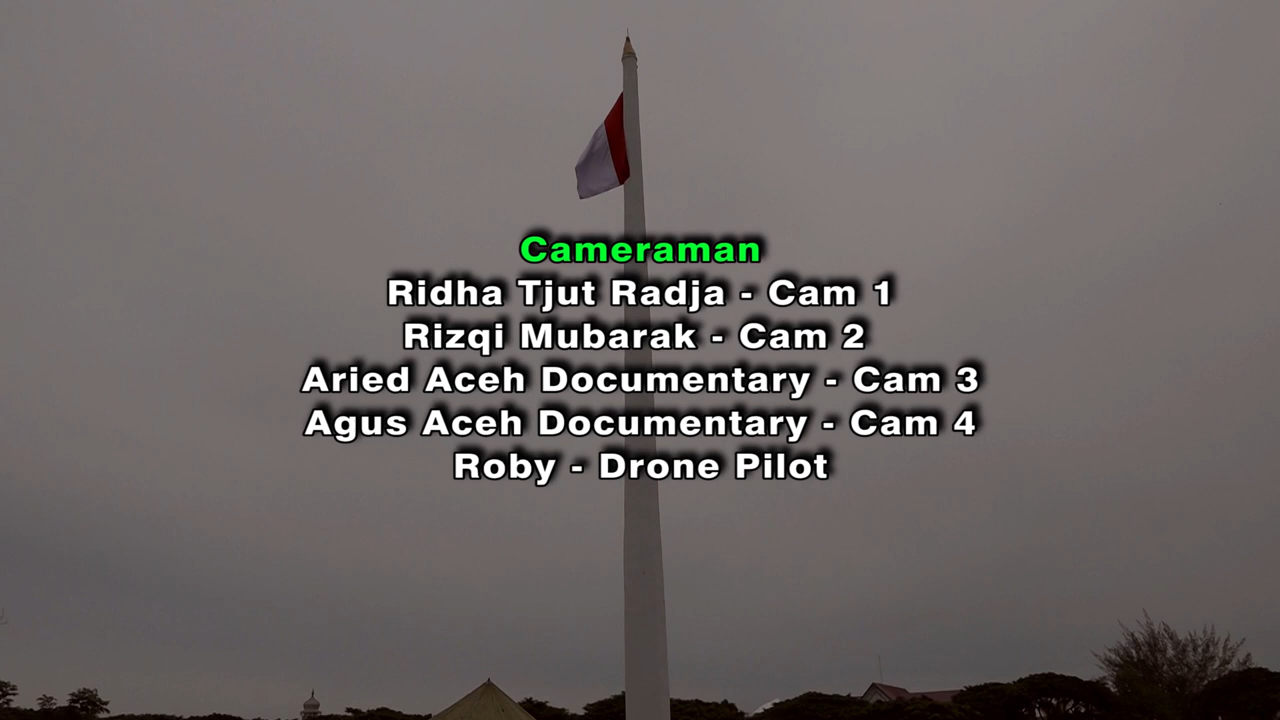 Cameraman
Ridha Tjut Radja - Cam 1
Rizqi Mubarak - Cam 2
Aried Aceh Documentary - Cam 3
Agus Aceh Documentary - Cam 4
Roby - Drone Pilot